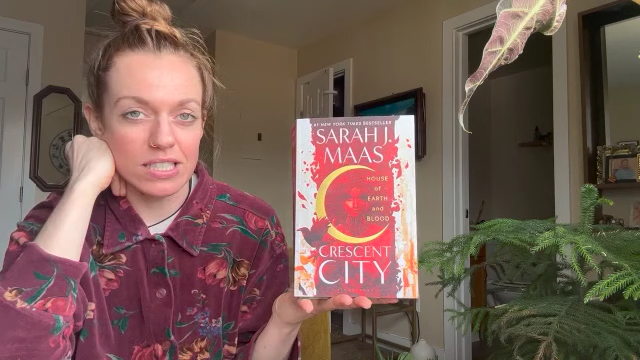 #1 NEW YORK TIMES BESTSELLER
SARAH J.
MAAS
HOUSE
of
EARTH
and
BLOOD
CRESCENT
CITY